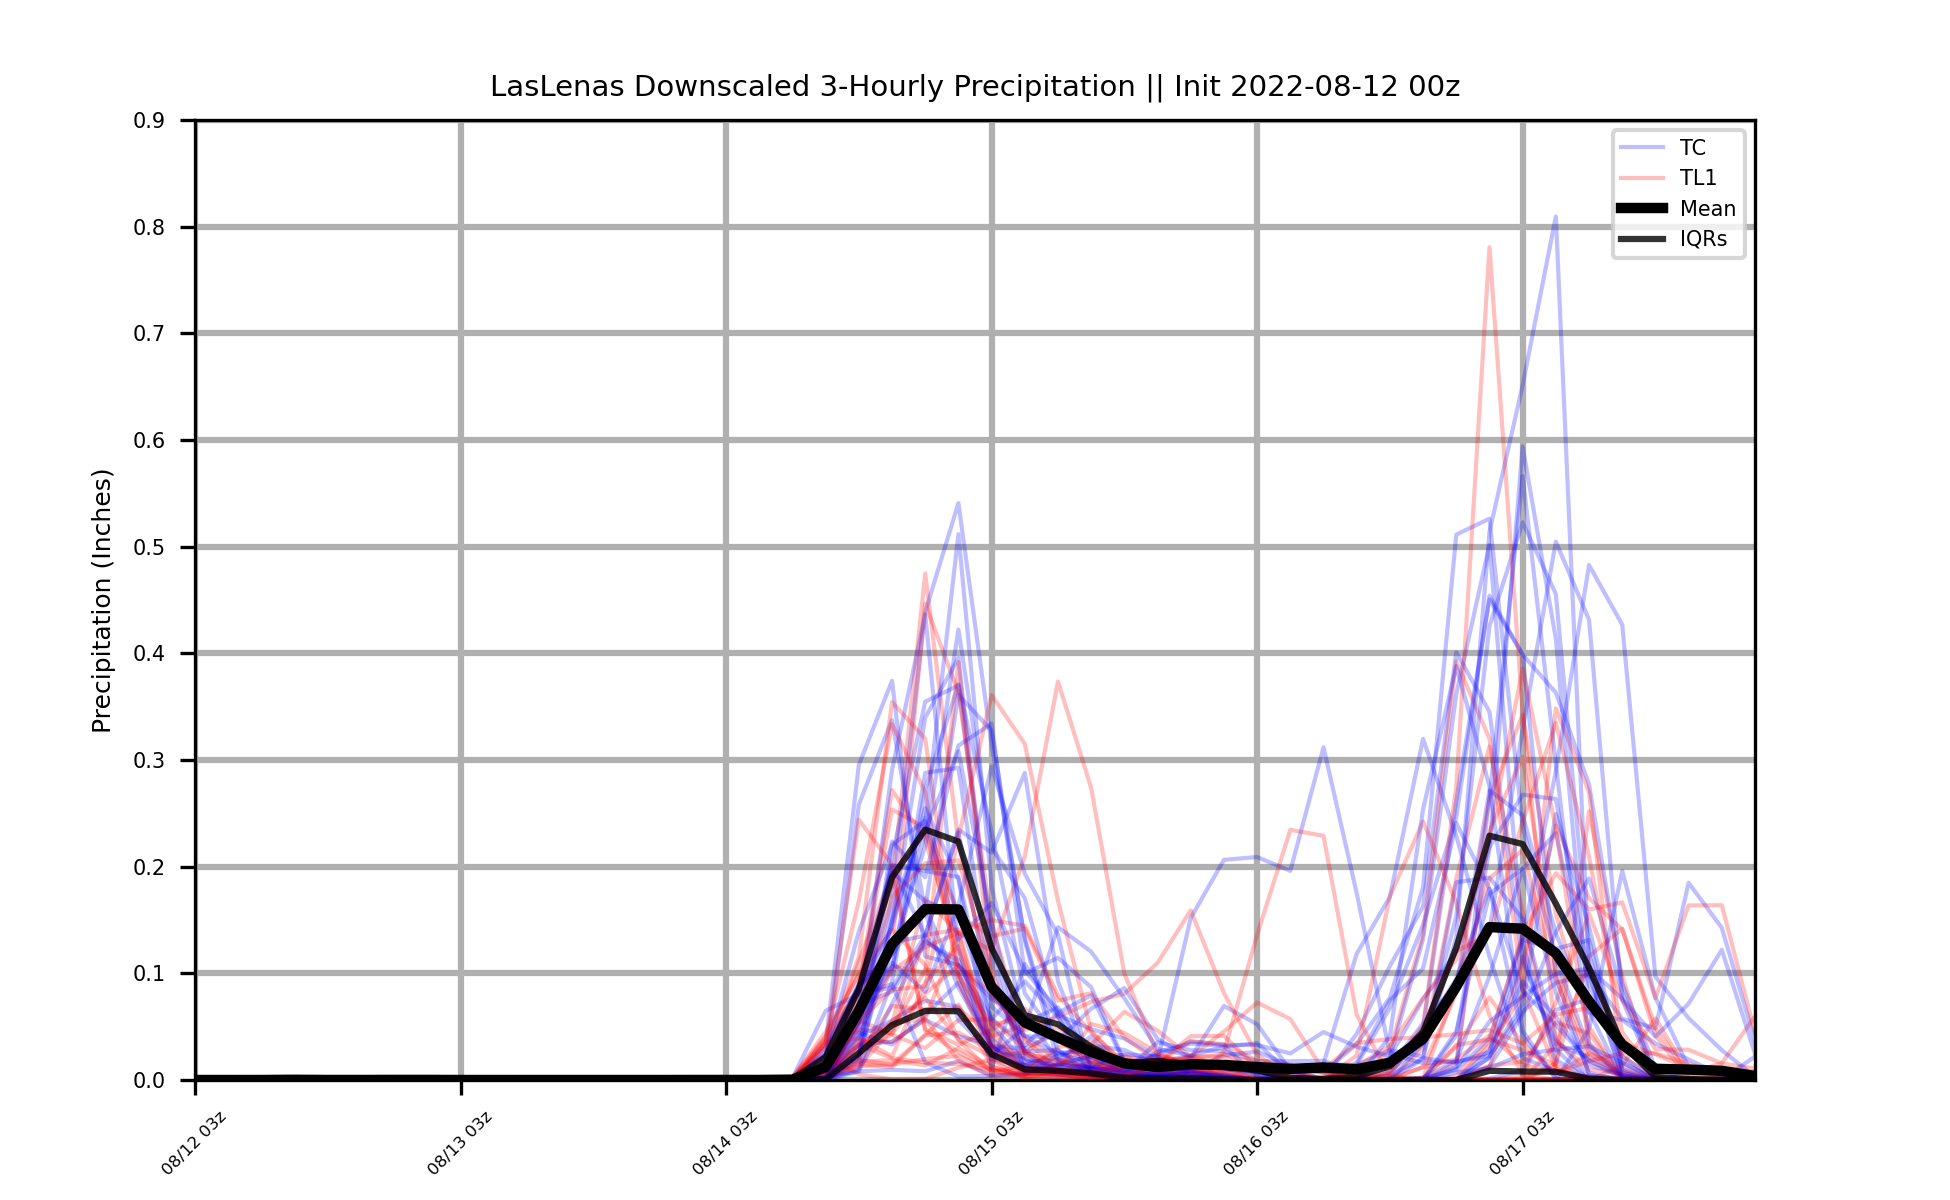 LasLenas Downscaled 3-Hourly Precipitation || Init 2022-08-12 00z
Precipitation (Inches)
0.9
0.8
0.7
0.6
0.5
0.4
0.3
0.2
0.1
0.0
TC
TL1
Mean
IQRs
08/12 03z
08/13 03z
08/14 03z
08/15 03z
08/16 03z
08/17 03z